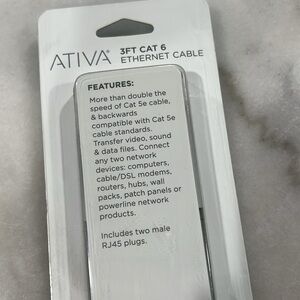 ATIVA®
3FT CAT 6
ETHERNET CABLE
FEATURES:
More than double the
speed of Cat 5e cable,
& backwards
compatible with Cat 5e
cable standards.
Transfer video, sound
& data files. Connect
any two network
devices: computers,
cable/DSL modems,
routers, hubs, wall
packs, patch panels or
powerline network
products.
Includes two male
RJ45 plugs.